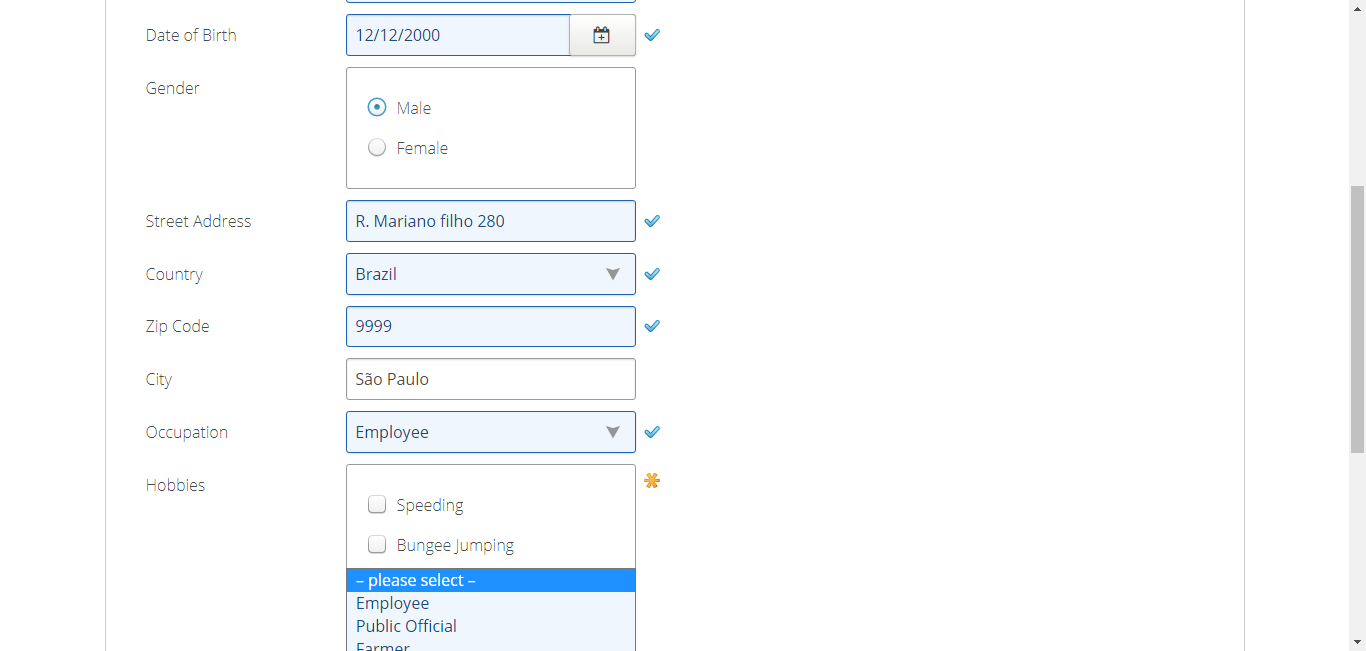 Date of Birth 12/12/2000
Gender
Male
Female
Street Address R. Mariano filho 280
Country Brazil
Zip Code 9999
City São Paulo
Occupation Employee
Hobbies
Speeding
Bungee Jumping
– please select –
Employee
Public Official
Farmer